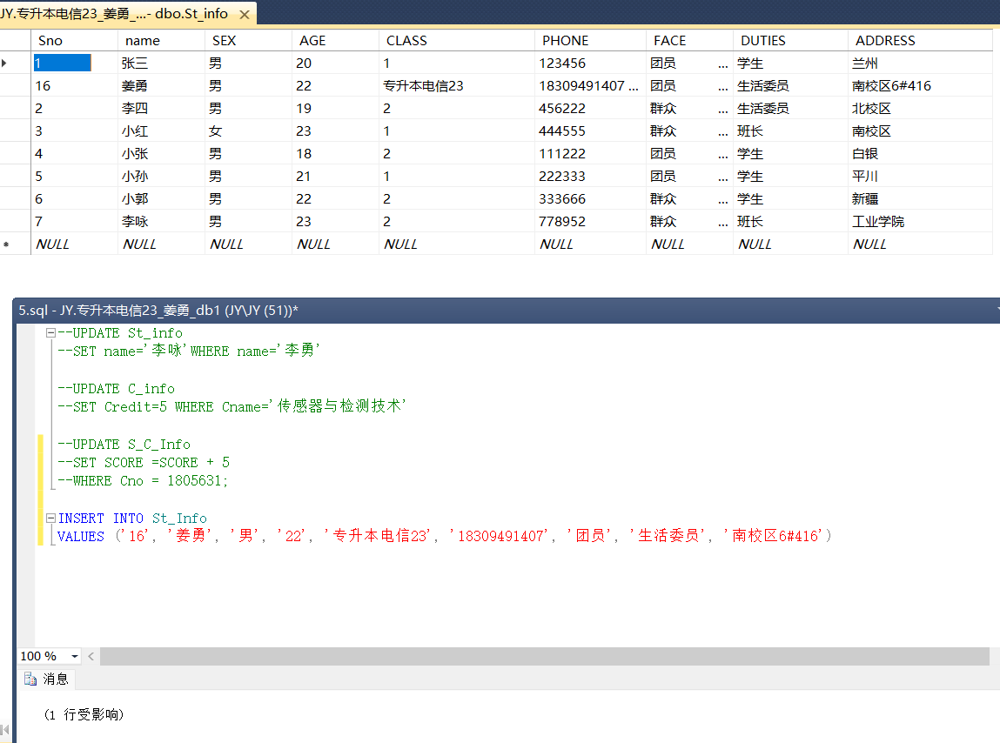 JY.专升本电信23_姜勇_...- dbo.St_info
Sno name SEX AGE CLASS PHONE FACE DUTIES ADDRESS
1 张三 男 20 1 123456 团员 ... 学生 兰州
16 姜勇 男 22 专升本电信23 18309491407 ... 团员 ... 生活委员 南校区6#416
2 李四 男 19 2 456222 群众 ... 生活委员 北校区
3 小红 女 23 1 444555 群众 ... 班长 南校区
4 小张 男 18 2 111222 团员 ... 学生 白银
5 小孙 男 21 1 222333 团员 ... 学生 平川
6 小郭 男 22 2 333666 群众 ... 学生 新疆
7 李咏 男 23 2 778952 群众 ... 班长 工业学院
NULL NULL NULL NULL NULL NULL NULL NULL NULL
5.sql - JY.专升本电信23_姜勇_db1 (JY\JY (51))*
--UPDATE St_info
--SET name='李咏'WHERE name='李勇'
--UPDATE C_info
--SET Credit=5 WHERE Cname='传感器与检测技术'
--UPDATE S_C_Info
--SET SCORE =SCORE + 5
--WHERE Cno = 1805631;
INSERT INTO St_Info
VALUES ('16', '姜勇', '男', '22', '专升本电信23', '18309491407', '团员', '生活委员', '南校区6#416')
100 %
消息
(1 行受影响)